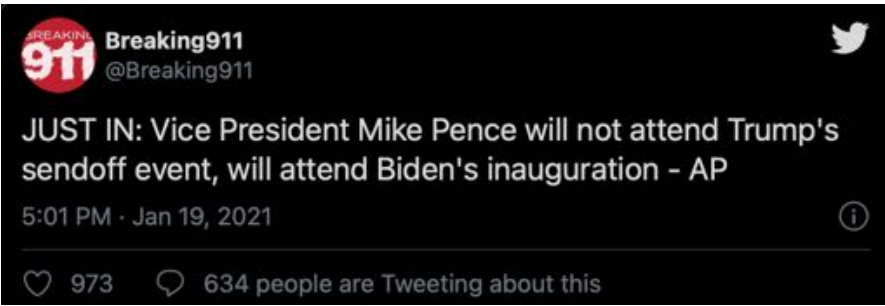 BREAKING
911
Breaking911
@Breaking911
JUST IN: Vice President Mike Pence will not attend Trump's
sendoff event, will attend Biden's inauguration - AP
5:01 PM · Jan 19, 2021
973 634 people are Tweeting about this